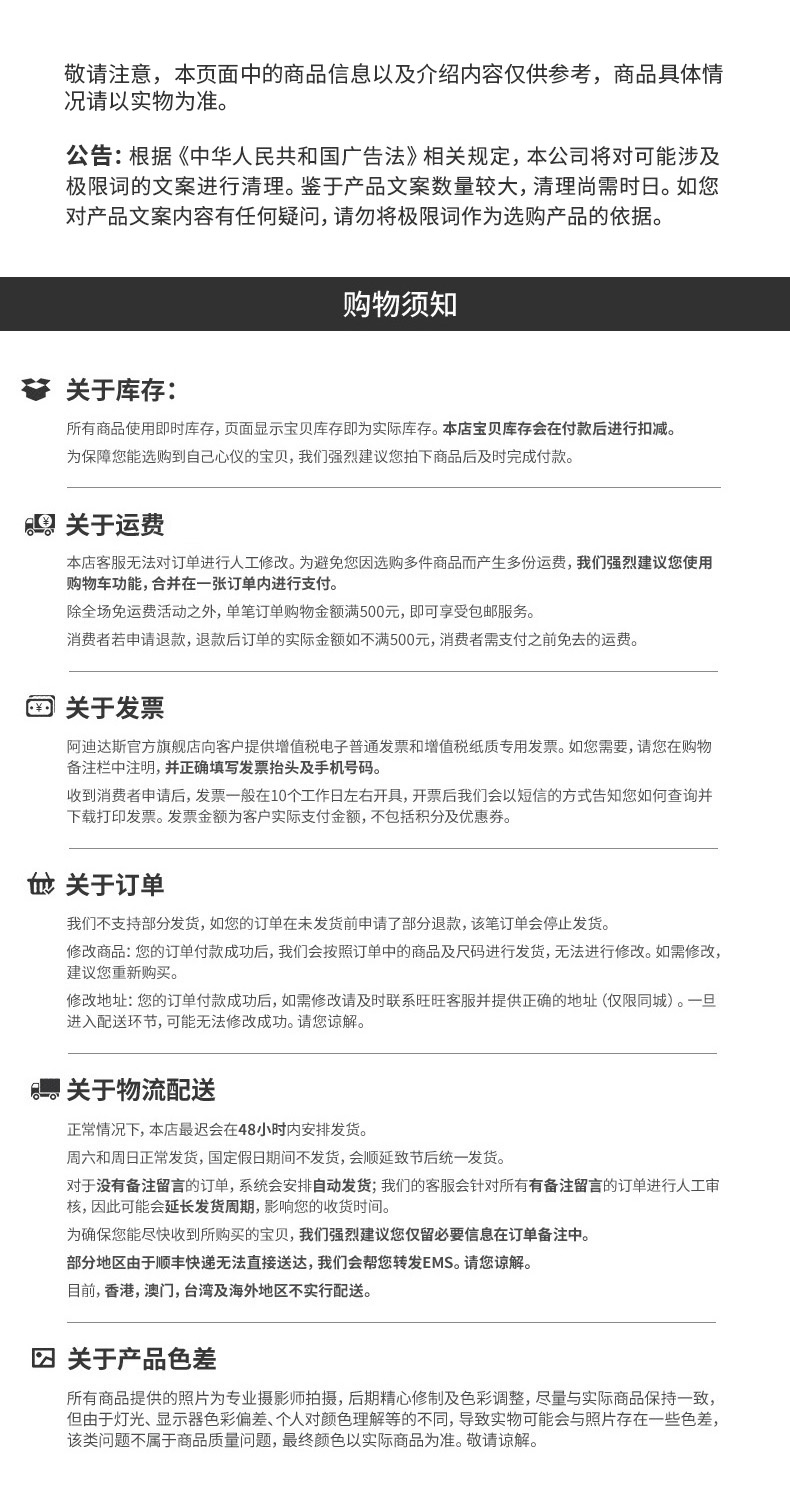 敬请注意，本页面中的商品信息以及介绍内容仅供参考，商品具体情
况请以实物为准。
公告：根据《中华人民共和国广告法》相关规定，本公司将对可能涉及
极限词的文案进行清理。鉴于产品文案数量较大，清理尚需时日。如您
对产品文案内容有任何疑问，请勿将极限词作为选购产品的依据。
购物须知
关于库存：
所有商品使用即时库存，页面显示宝贝库存即为实际库存。本店宝贝库存会在付款后进行扣减。
为保障您能选购到自己心仪的宝贝，我们强烈建议您拍下商品后及时完成付款。
关于运费
本店客服无法对订单进行人工修改。为避免您因选购多件商品而产生多份运费，我们强烈建议您使用
购物车功能，合并在一张订单内进行支付。
除全场免运费活动之外，单笔订单购物金额满500元，即可享受包邮服务。
消费者若申请退款，退款后订单的实际金额如不满500元，消费者需支付之前免去的运费。
关于发票
阿迪达斯官方旗舰店向客户提供增值税电子普通发票和增值税纸质专用发票。如您需要，请您在购物
备注栏中注明，并正确填写发票抬头及手机号码。
收到消费者申请后，发票一般在10个工作日左右开具，开票后我们会以短信的方式告知您如何查询并
下载打印发票。发票金额为客户实际支付金额，不包括积分及优惠券。
关于订单
我们不支持部分发货，如您的订单在未发货前申请了部分退款，该笔订单会停止发货。
修改商品：您的订单付款成功后，我们会按照订单中的商品及尺码进行发货，无法进行修改。如需修改，
建议您重新购买。
修改地址：您的订单付款成功后，如需修改请及时联系旺旺客服并提供正确的地址（仅限同城）。一旦
进入配送环节，可能无法修改成功。请您谅解。
关于物流配送
正常情况下，本店最迟会在48小时内安排发货。
周六和周日正常发货，国定假日期间不发货，会顺延致节后统一发货。
对于没有备注留言的订单，系统会安排自动发货；我们的客服会针对所有有备注留言的订单进行人工审
核，因此可能会延长发货周期，影响您的收货时间。
为确保您能尽快收到所购买的宝贝，我们强烈建议您仅留必要信息在订单备注中。
部分地区由于顺丰快递无法直接送达，我们会帮您转发EMS。请您谅解。
目前，香港，澳门，台湾及海外地区不实行配送。
关于产品色差
所有商品提供的照片为专业摄影师拍摄，后期精心修制及色彩调整，尽量与实际商品保持一致，
但由于灯光、显示器色彩偏差、个人对颜色理解等的不同，导致实物可能会与照片存在一些色差，
该类问题不属于商品质量问题，最终颜色以实际商品为准。敬请谅解。